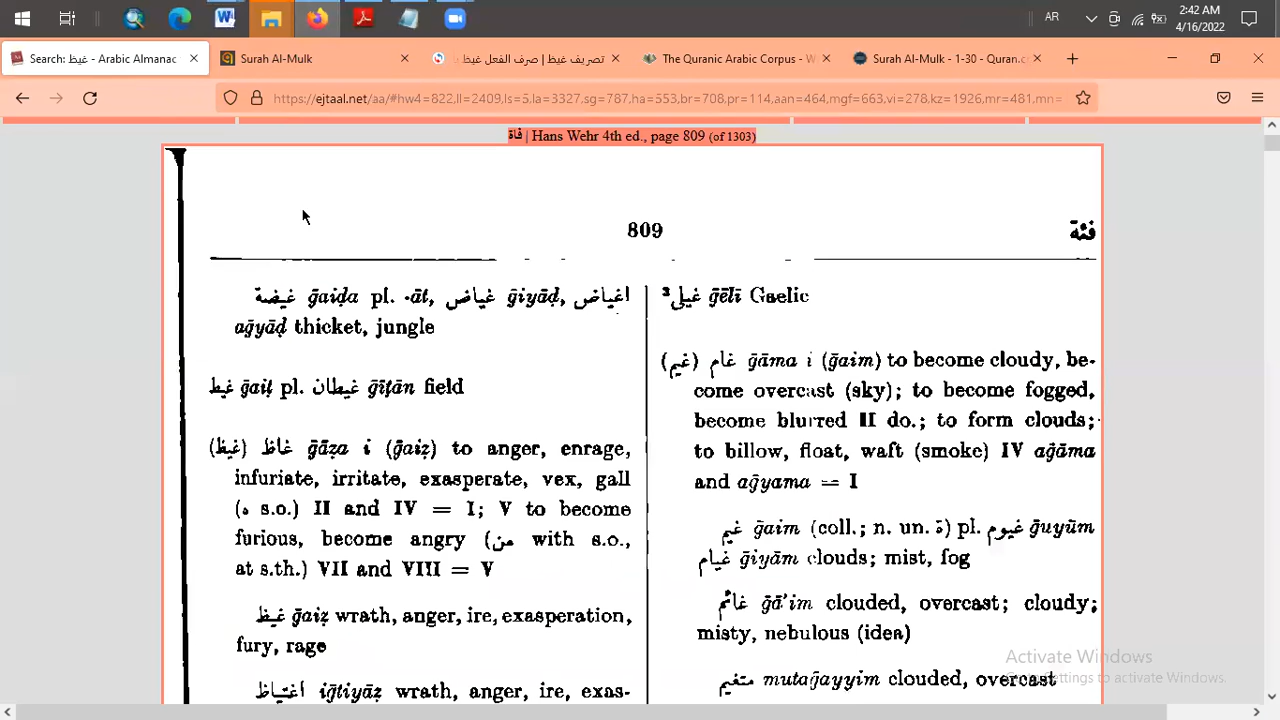 2:42 AM
AR
4/16/2022
Search: غيظ - Arabic Almanac
Surah Al-Mulk
تصريف غيظ | صرف الفعل غيظ
The Quranic Arabic Corpus - W
Surah Al-Mulk - 1-30 - Quran.c
https://ejtaal.net/aa/#hw4=822,ll=2409,ls=5,la=3327,sg=787,ha=553,br=708,pr=114,aan=464,mgf=663,vi=278,kz=1926,mr=481,mn=
فاة | Hans Wehr 4th ed., page 809 (of 1303)
809
فئة
غيضة ḡaiḍa pl. -āt, غياض ḡiyāḍ, اغياض
aḡyāḍ thicket, jungle
غيط ḡaiṭ pl. غيطان ḡīṭān field
(غيظ) غاظ ḡāẓa i (ḡaiẓ) to anger, enrage,
infuriate, irritate, exasperate, vex, gall
(ه s.o.) II and IV = I; V to become
furious, become angry (من with s.o.,
at s.th.) VII and VIII = V
غيظ ḡaiẓ wrath, anger, ire, exasperation,
fury, rage
أغتياظ iḡtiyāẓ wrath, anger, ire, exas-
غيلى² ḡēlī Gaelic
(غيم) غام ḡāma i (ḡaim) to become cloudy, be-
come overcast (sky); to become fogged,
become blurred II do.; to form clouds;
to billow, float, waft (smoke) IV aḡāma
and aḡyama = I
غيم ḡaim (coll.; n. un. ة) pl. غيوم ḡuyūm
غيام ḡiyām clouds; mist, fog
غائم ḡā'im clouded, overcast; cloudy;
misty, nebulous (idea)
متغيم mutaḡayyim clouded, overcast
Activate Windows
Settings to activate Windows.